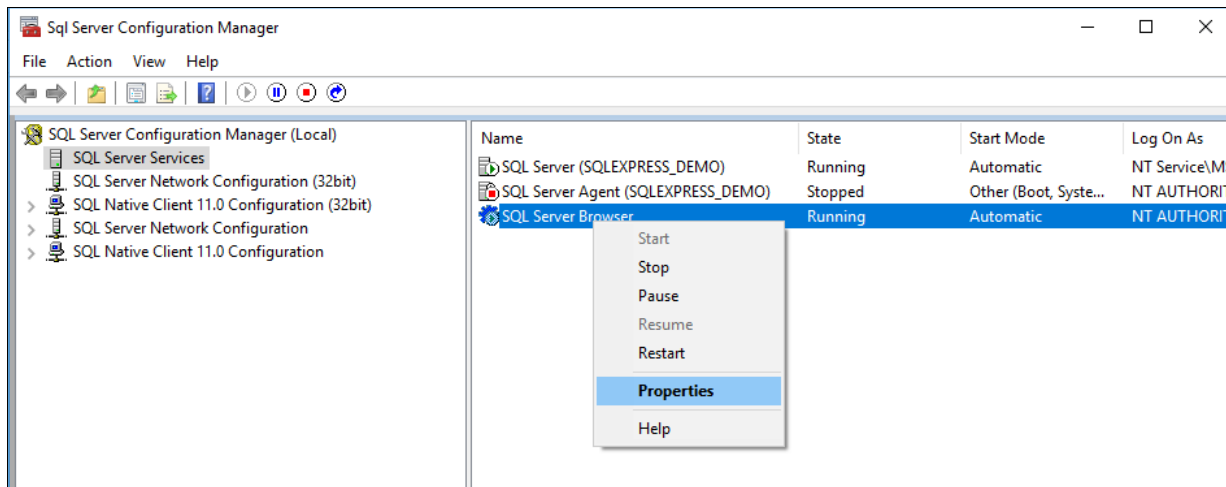 Sql Server Configuration Manager
File Action View Help
SQL Server Configuration Manager (Local)
SQL Server Services
SQL Server Network Configuration (32bit)
SQL Native Client 11.0 Configuration (32bit)
SQL Server Network Configuration
SQL Native Client 11.0 Configuration
Name State Start Mode Log On As
SQL Server (SQLEXPRESS_DEMO) Running Automatic NT Service\M
SQL Server Agent (SQLEXPRESS_DEMO) Stopped Other (Boot, Syste... NT AUTHORIT
SQL Server Browser Running Automatic NT AUTHORIT
Start
Stop
Pause
Resume
Restart
Properties
Help